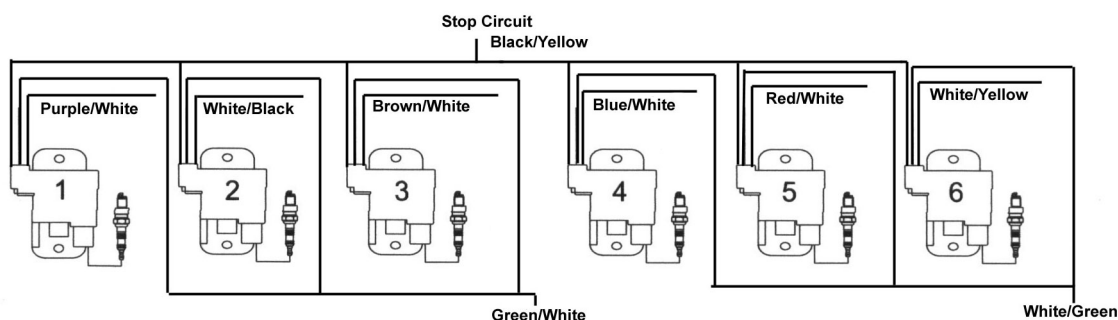 Stop Circuit
Black/Yellow
Purple/White
White/Black
Brown/White
Blue/White
Red/White
White/Yellow
1
2
3
4
5
6
Green/White
White/Green